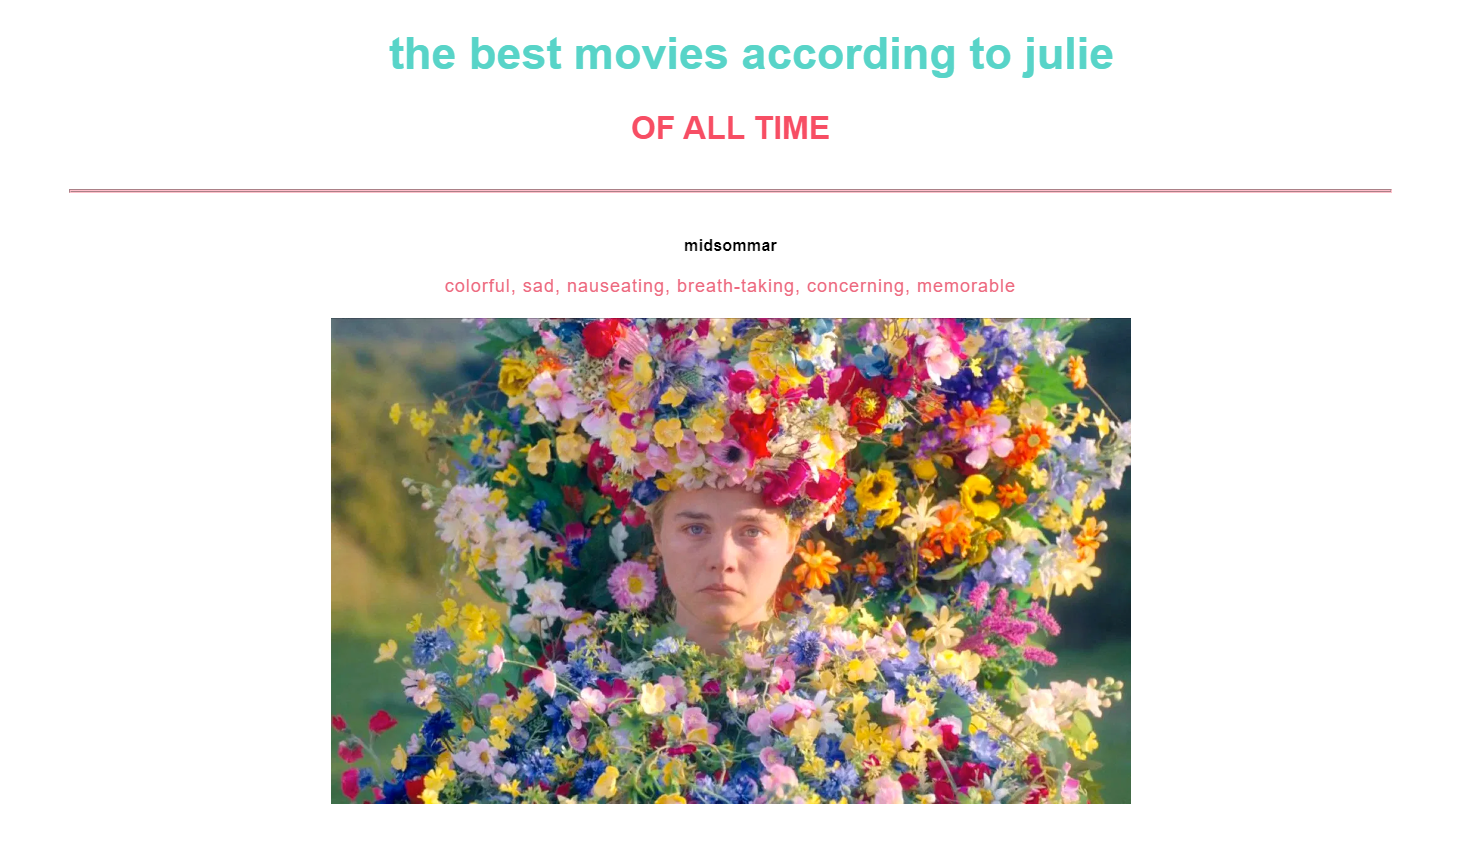 the best movies according to julie
OF ALL TIME
midsommar
colorful, sad, nauseating, breath-taking, concerning, memorable